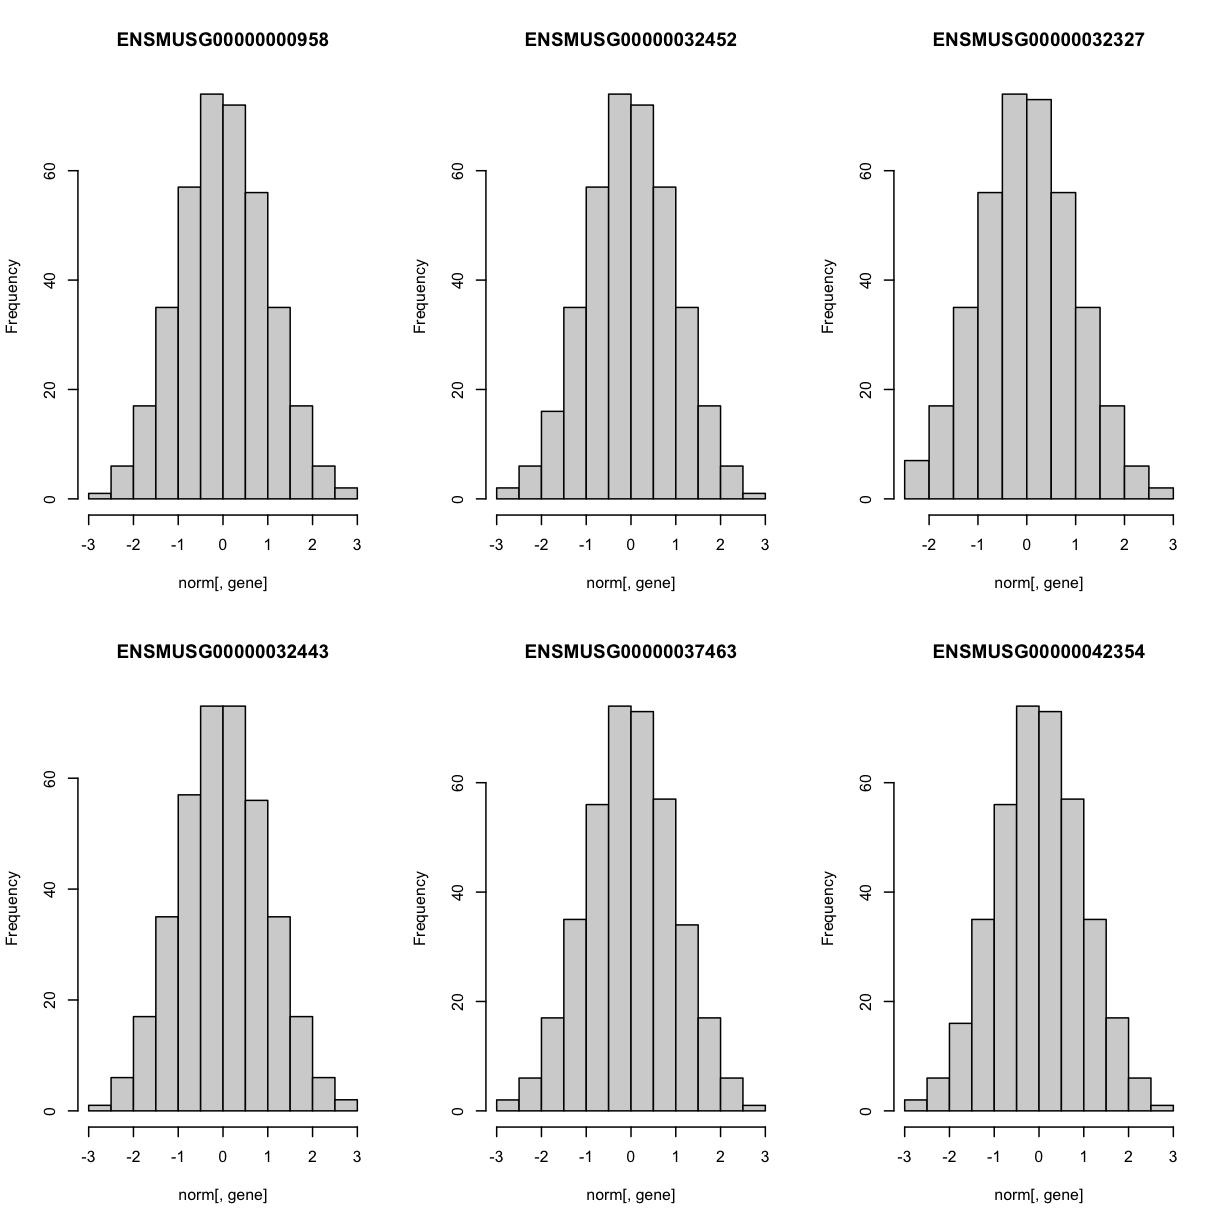 ENSMUSG00000000958
ENSMUSG00000032452
ENSMUSG00000032327
Frequency
0
20
40
60
-3 -2 -1 0 1 2 3
norm[, gene]
Frequency
0
20
40
60
-3 -2 -1 0 1 2 3
norm[, gene]
Frequency
0
20
40
60
-2 -1 0 1 2 3
norm[, gene]
ENSMUSG00000032443
ENSMUSG00000037463
ENSMUSG00000042354
Frequency
0
20
40
60
-3 -2 -1 0 1 2 3
norm[, gene]
Frequency
0
20
40
60
-3 -2 -1 0 1 2 3
norm[, gene]
Frequency
0
20
40
60
-3 -2 -1 0 1 2 3
norm[, gene]